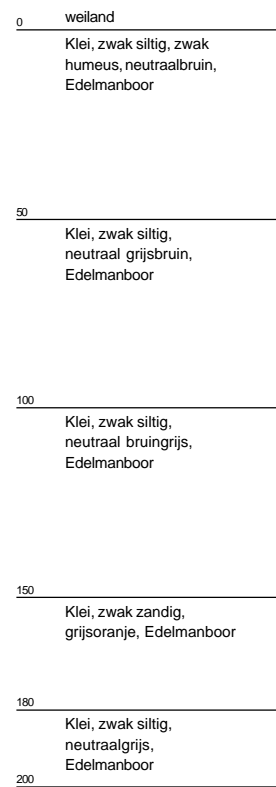 weiland
0
Klei, zwak siltig, zwak
humeus, neutraalbruin,
Edelmanboor
50
Klei, zwak siltig,
neutraal grijsbruin,
Edelmanboor
100
Klei, zwak siltig,
neutraal bruingrijs,
Edelmanboor
150
Klei, zwak zandig,
grijsoranje, Edelmanboor
180
Klei, zwak siltig,
neutraalgrijs,
Edelmanboor
200